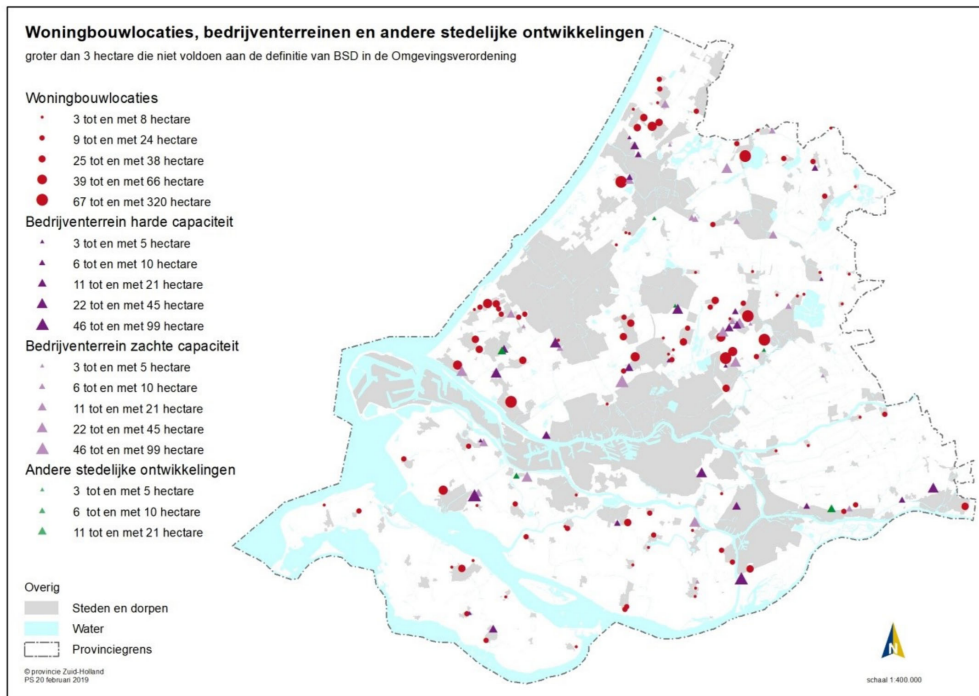 Woningbouwlocaties, bedrijventerreinen en andere stedelijke ontwikkelingen
groter dan 3 hectare die niet voldoen aan de definitie van BSD in de Omgevingsverordening
Woningbouwlocaties
3 tot en met 8 hectare
9 tot en met 24 hectare
25 tot en met 38 hectare
39 tot en met 66 hectare
67 tot en met 320 hectare
Bedrijventerrein harde capaciteit
3 tot en met 5 hectare
6 tot en met 10 hectare
11 tot en met 21 hectare
22 tot en met 45 hectare
46 tot en met 99 hectare
Bedrijventerrein zachte capaciteit
3 tot en met 5 hectare
6 tot en met 10 hectare
11 tot en met 21 hectare
22 tot en met 45 hectare
46 tot en met 99 hectare
Andere stedelijke ontwikkelingen
3 tot en met 5 hectare
6 tot en met 10 hectare
11 tot en met 21 hectare
Overig
Steden en dorpen
Water
Provinciegrens
© provincie Zuid-Holland
PS 20 februari 2019
N
schaal 1:400.000